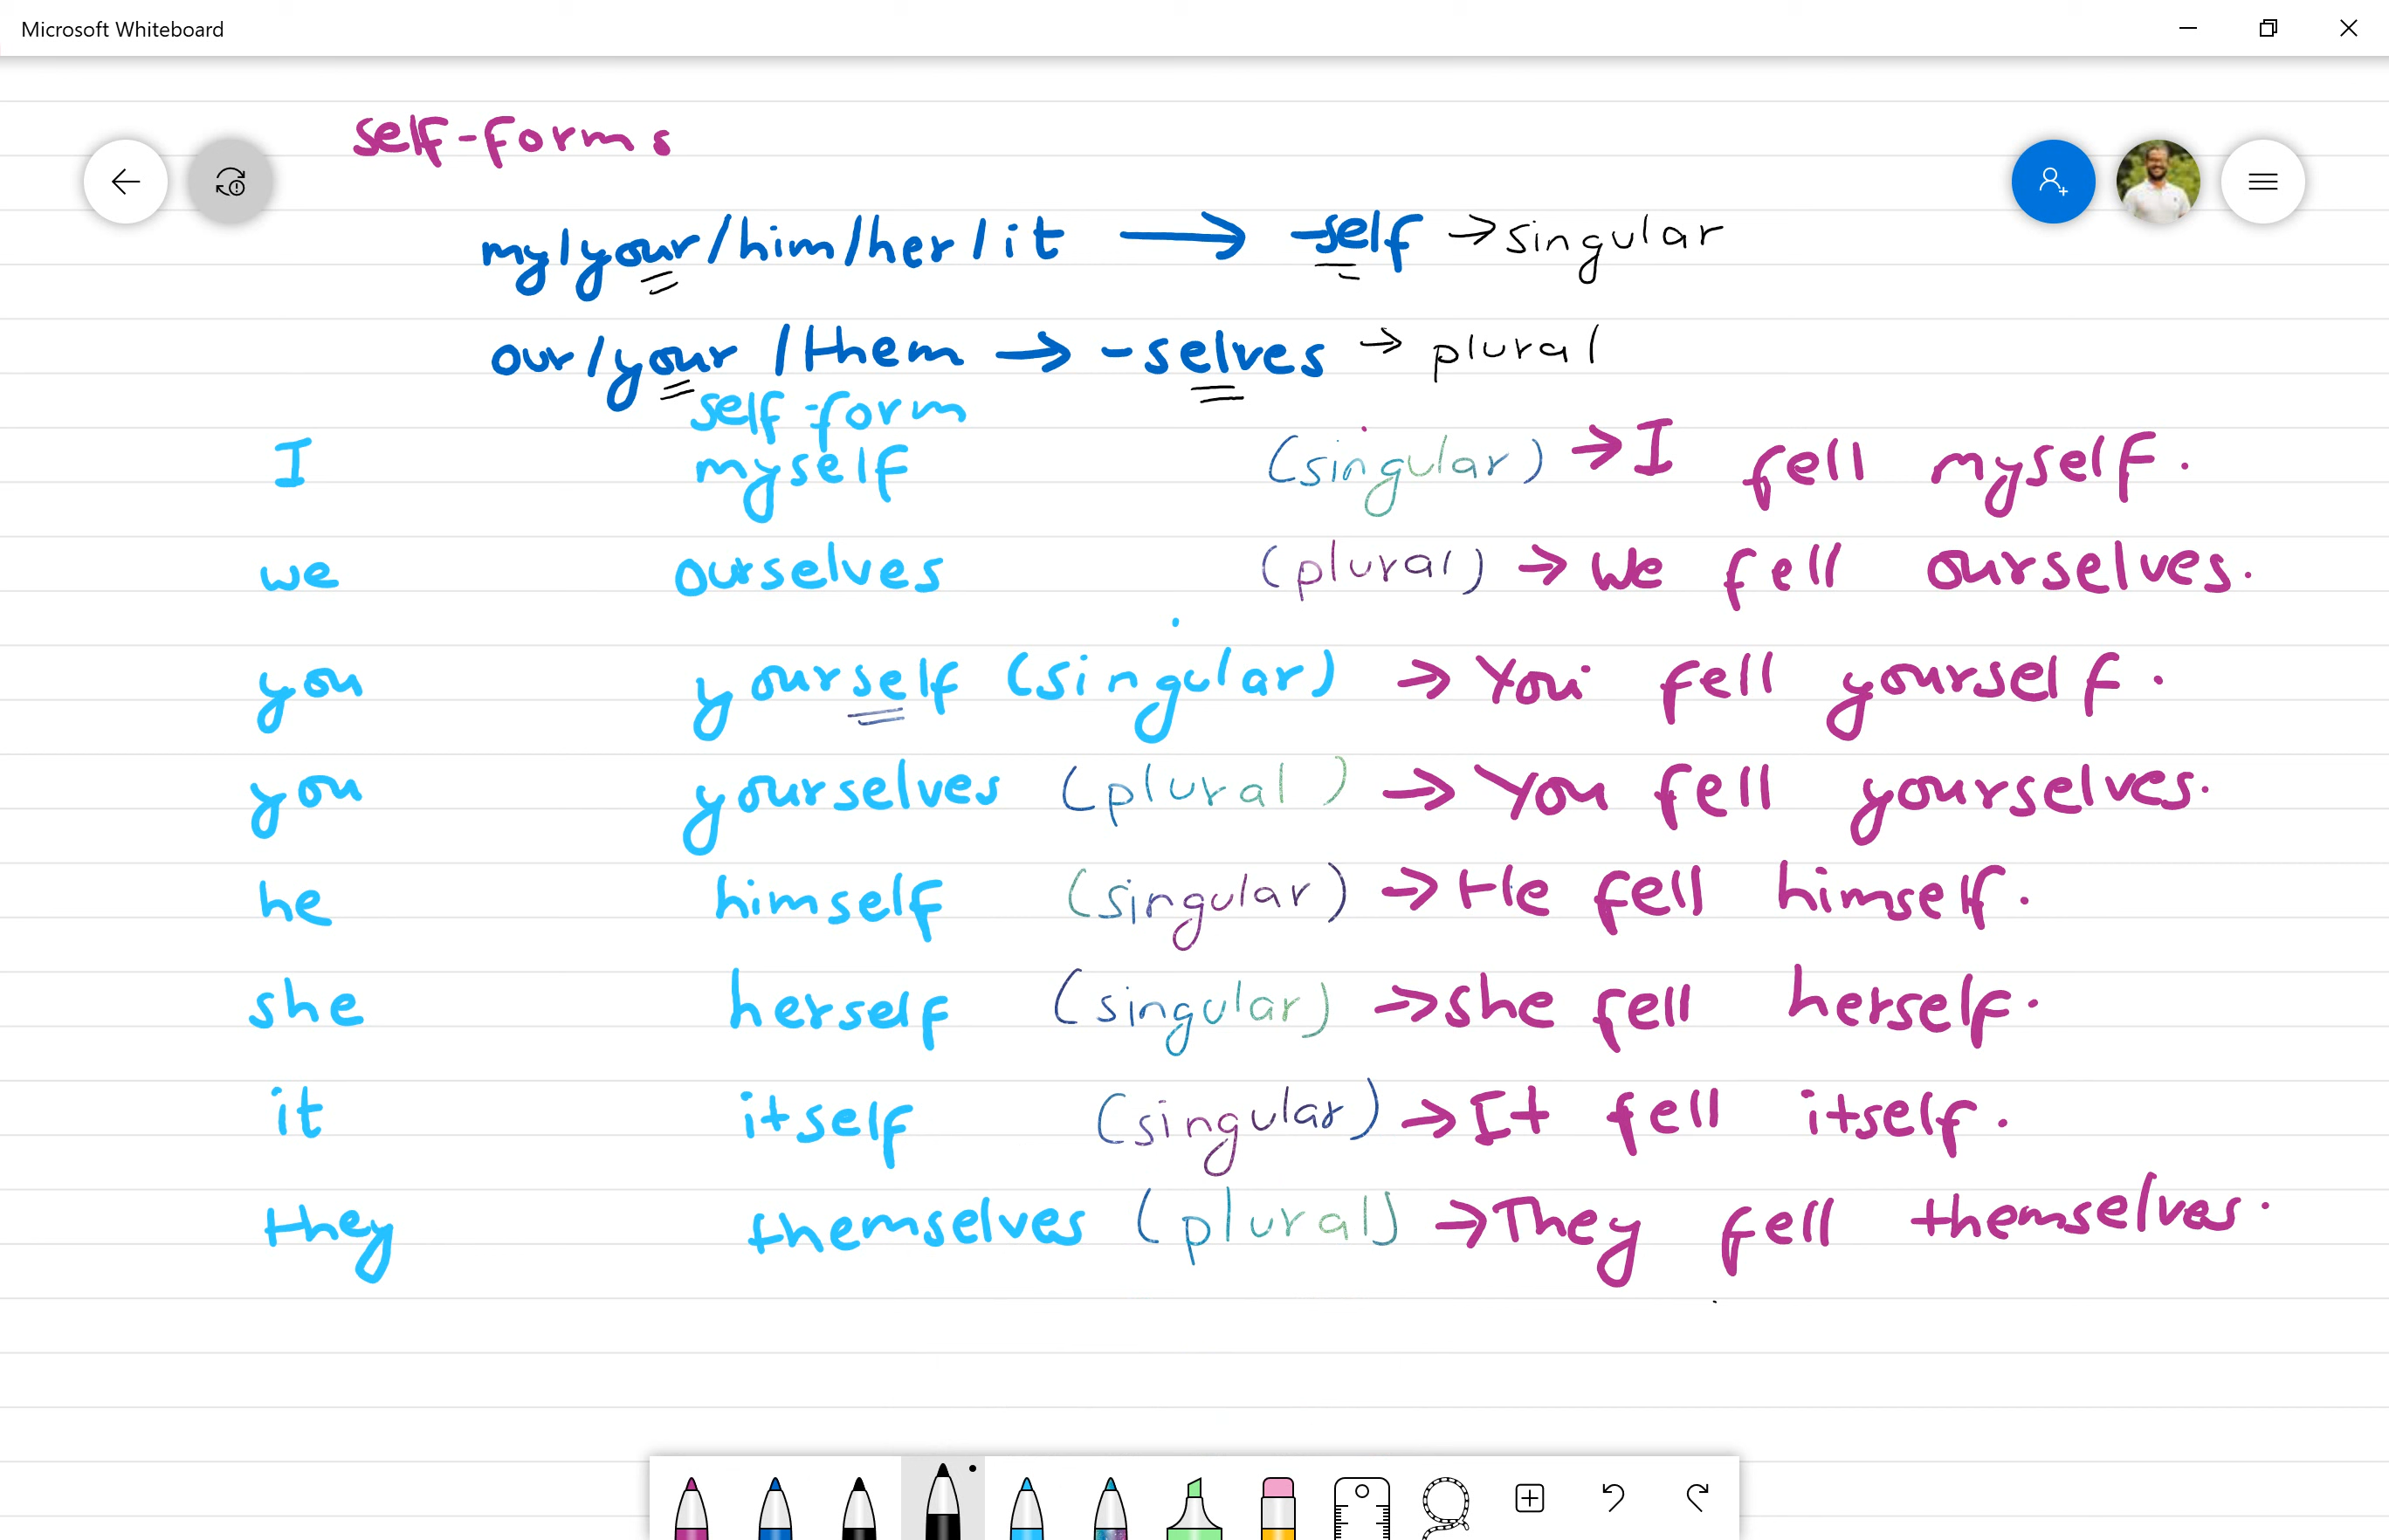 Microsoft Whiteboard
self-forms
my/your/him/her/it → -self → singular
our/your/them → -selves → plural
self-form
I myself (singular) → I fell myself.
we ourselves (plural) → We fell ourselves.
you yourself (singular) → You fell yourself.
you yourselves (plural) → You fell yourselves.
he himself (singular) → He fell himself.
she herself (singular) → she fell herself.
it itself (singular) → It fell itself.
they themselves (plural) → They fell themselves.